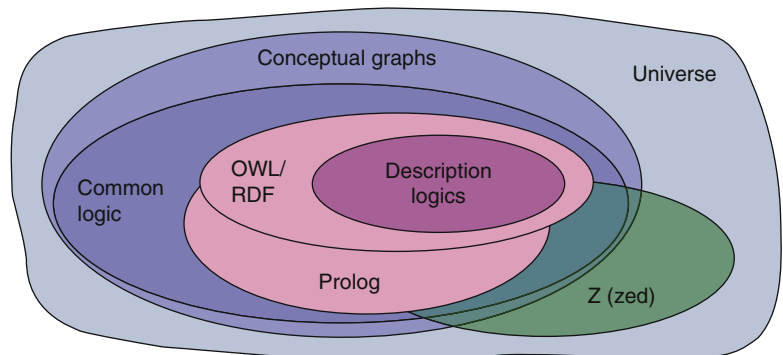 Conceptual graphs
Universe
OWL/
RDF
Description
logics
Common
logic
Prolog
Z (zed)